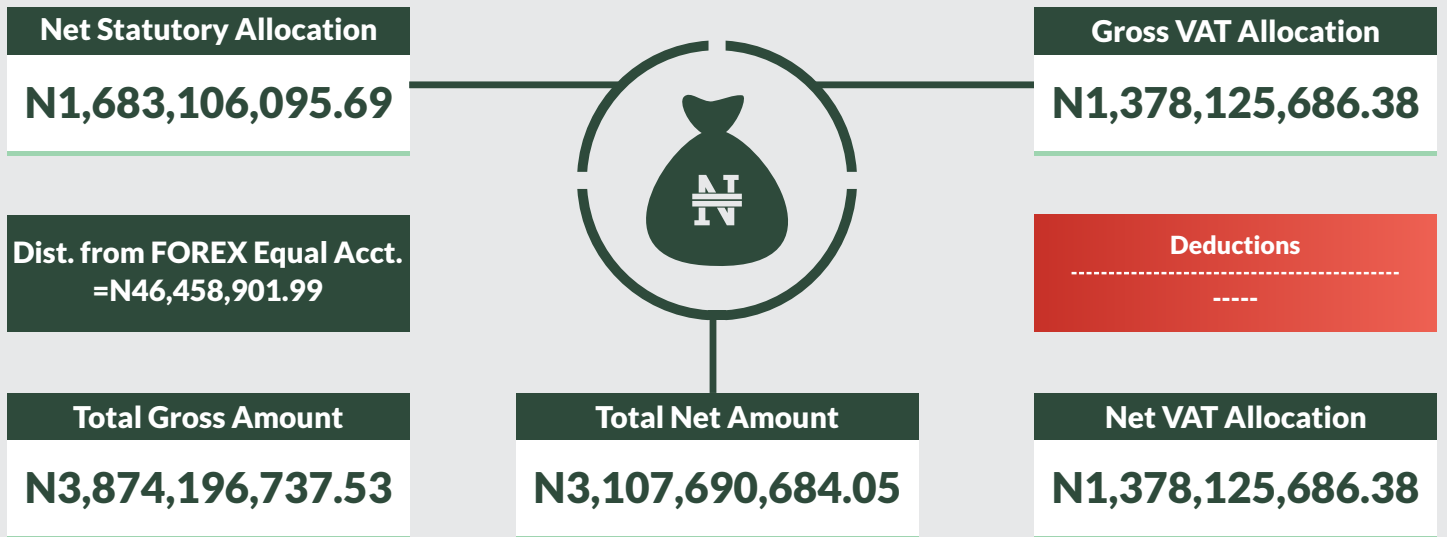 Net Statutory Allocation
N1,683,106,095.69
Gross VAT Allocation
N1,378,125,686.38
₦
Dist. from FOREX Equal Acct.
=N46,458,901.99
Deductions
--------------------------------------------
-----
Total Gross Amount
N3,874,196,737.53
Total Net Amount
N3,107,690,684.05
Net VAT Allocation
N1,378,125,686.38